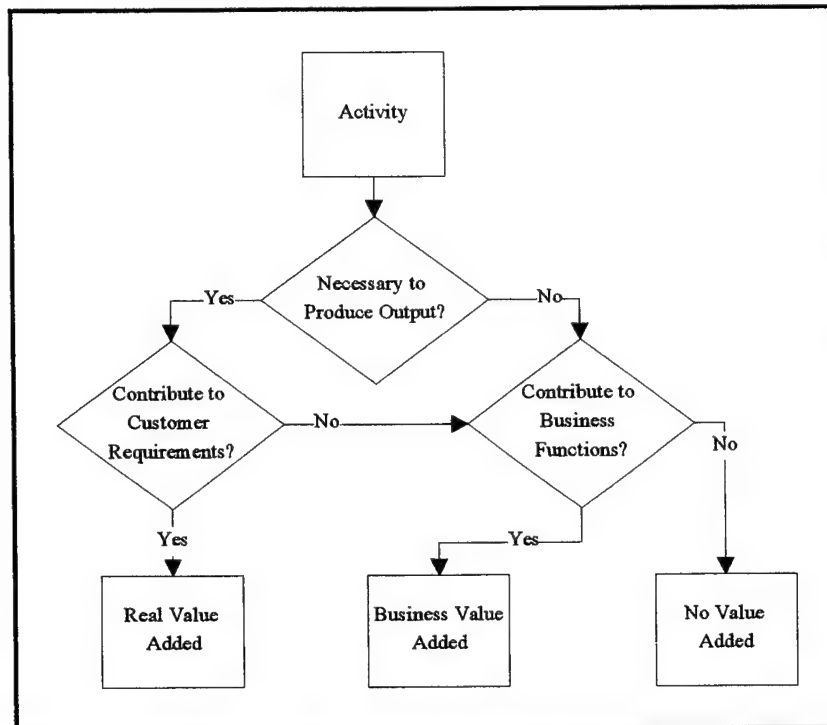 Activity
Necessary to
Produce Output?
Yes
No
Contribute to
Customer
Requirements?
No
Contribute to
Business
Functions?
No
Yes
Yes
Real Value
Added
Business Value
Added
No Value
Added